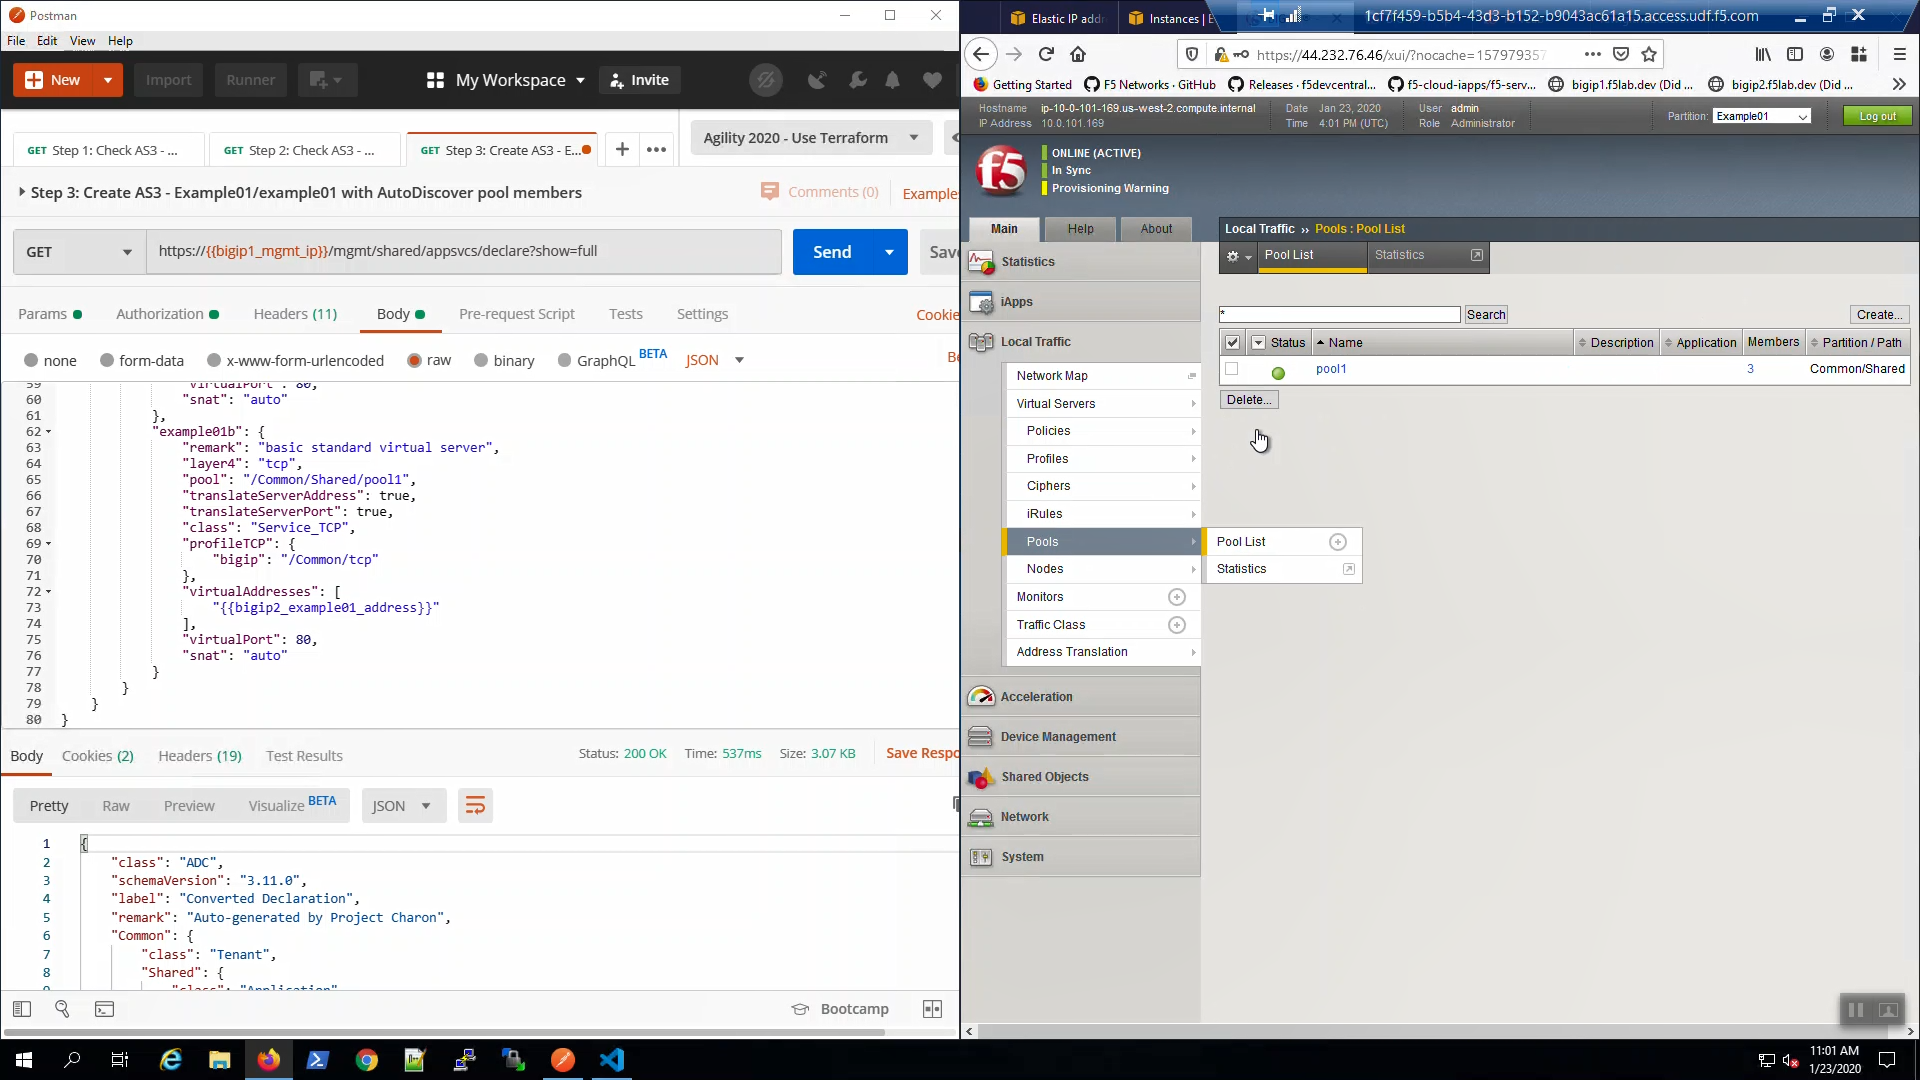 Postman
File Edit View Help
New Import Runner My Workspace Invite
GET Step 1: Check AS3 - ... GET Step 2: Check AS3 - ... GET Step 3: Create AS3 - E... + ••• Agility 2020 - Use Terraform
Step 3: Create AS3 - Example01/example01 with AutoDiscover pool members Comments (0) Examples
GET https://{{bigip1_mgmt_ip}}/mgmt/shared/appsvcs/declare?show=full Send Save
Params Authorization Headers (11) Body Pre-request Script Tests Settings Cookie
none form-data x-www-form-urlencoded raw binary GraphQL BETA JSON Be
59 "virtualPort": 80,
60 "snat": "auto"
61 },
62 "example01b": {
63 "remark": "basic standard virtual server",
64 "layer4": "tcp",
65 "pool": "/Common/Shared/pool1",
66 "translateServerAddress": true,
67 "translateServerPort": true,
68 "class": "Service_TCP",
69 "profileTCP": {
70 "bigip": "/Common/tcp"
71 },
72 "virtualAddresses": [
73 "{{bigip2_example01_address}}"
74 ],
75 "virtualPort": 80,
76 "snat": "auto"
77 }
78 }
79 }
80 }
Body Cookies (2) Headers (19) Test Results Status: 200 OK Time: 537ms Size: 3.07 KB Save Respo
Pretty Raw Preview Visualize BETA JSON
1 {
2 "class": "ADC",
3 "schemaVersion": "3.11.0",
4 "label": "Converted Declaration",
5 "remark": "Auto-generated by Project Charon",
6 "Common": {
7 "class": "Tenant",
8 "Shared": {
9 "class": "Application"
Bootcamp
Elastic IP addr Instances | E 1cf7f459-b5b4-43d3-b152-b9043ac61a15.access.udf.f5.com
https://44.232.76.46/xui/?nocache=157979357
Getting Started F5 Networks · GitHub Releases · f5devcentral... f5-cloud-iapps/f5-serv... bigip1.f5lab.dev (Did ... bigip2.f5lab.dev (Did ...
Hostname ip-10-0-101-169.us-west-2.compute.internal Date Jan 23, 2020 User admin
IP Address 10.0.101.169 Time 4:01 PM (UTC) Role Administrator
Partition: Example01 Log out
f5
ONLINE (ACTIVE)
In Sync
Provisioning Warning
Main Help About
Local Traffic ›› Pools : Pool List
Pool List Statistics
Statistics
iApps
Local Traffic
Network Map
Virtual Servers
Policies
Profiles
Ciphers
iRules
Pools
Nodes
Monitors
Traffic Class
Address Translation
Acceleration
Device Management
Shared Objects
Network
System
Pool List
Statistics
* Search Create...
Status Name Description Application Members Partition / Path
pool1 3 Common/Shared
Delete...
11:01 AM
1/23/2020